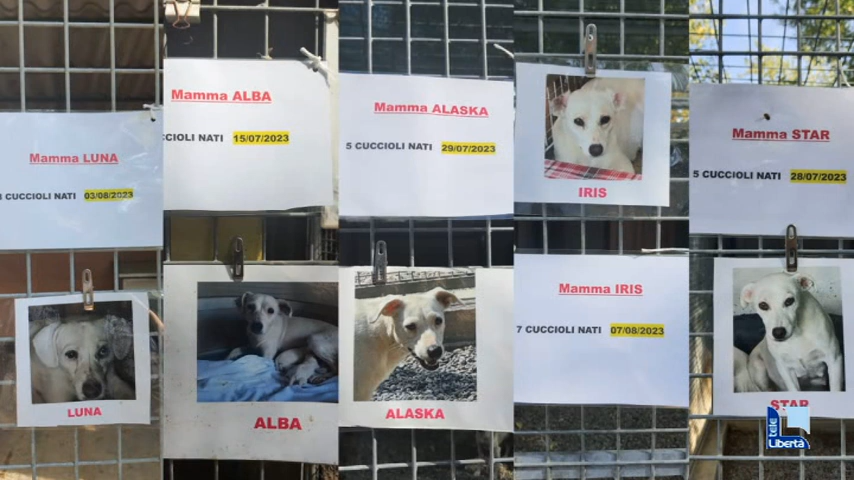 Mamma LUNA
CUCCIOLI NATI 03/08/2023
LUNA
Mamma ALBA
CCIOLI NATI 15/07/2023
ALBA
Mamma ALASKA
5 CUCCIOLI NATI 29/07/2023
ALASKA
IRIS
Mamma IRIS
7 CUCCIOLI NATI 07/08/2023
Mamma STAR
5 CUCCIOLI NATI 28/07/2023
STAR
tele
Libertà